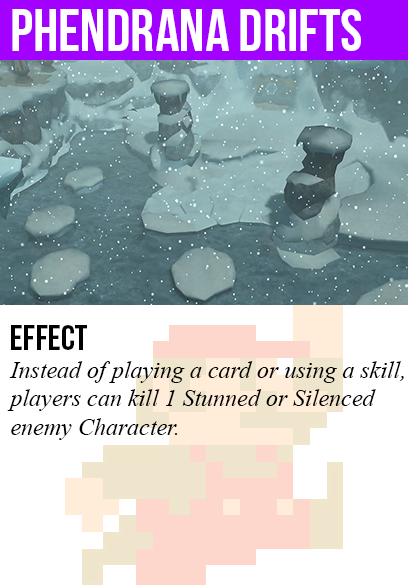 PHENDRANA DRIFTS
EFFECT
Instead of playing a card or using a skill,
players can kill 1 Stunned or Silenced
enemy Character.